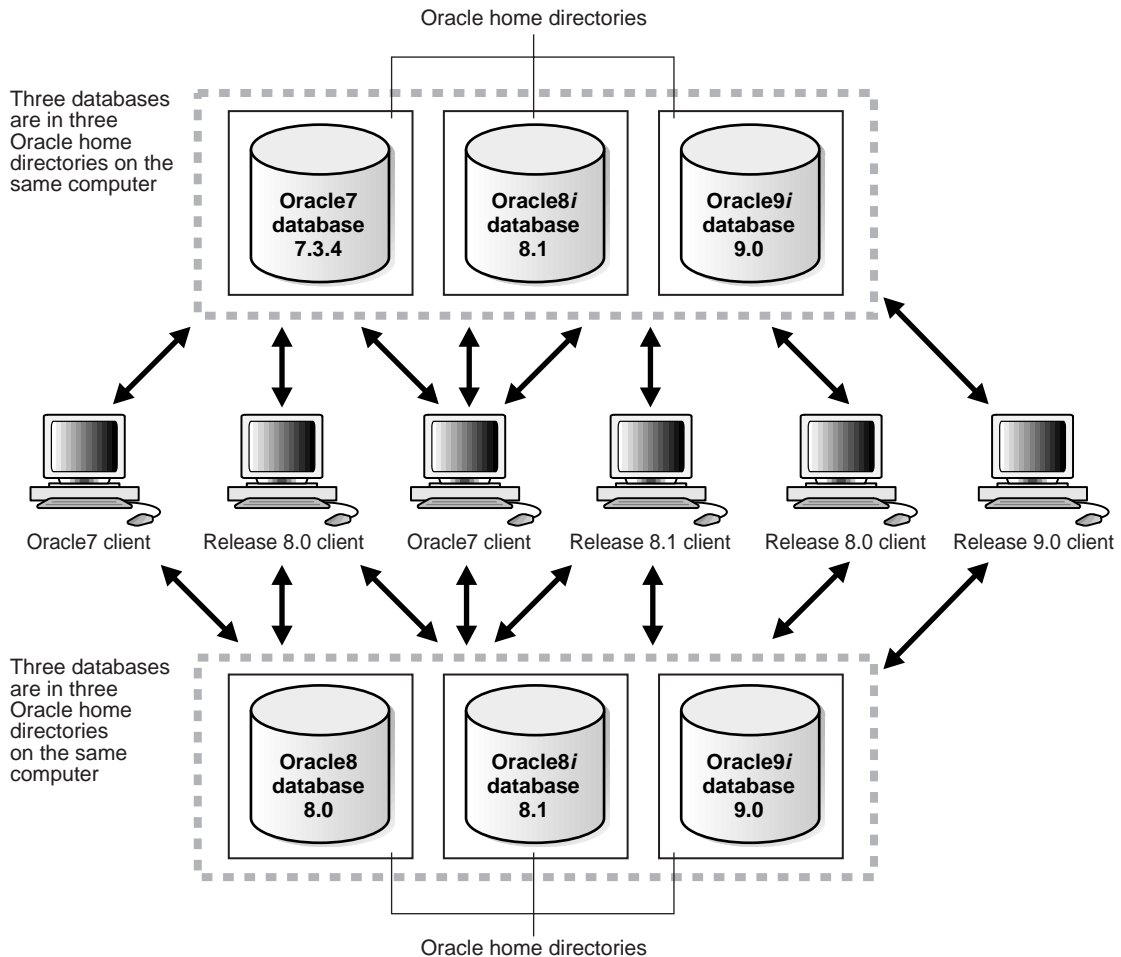 Oracle home directories
Three databases
are in three
Oracle home
directories on the
same computer
Oracle7
database
7.3.4
Oracle8i
database
8.1
Oracle9i
database
9.0
Oracle7 client
Release 8.0 client
Oracle7 client
Release 8.1 client
Release 8.0 client
Release 9.0 client
Three databases
are in three
Oracle home
directories
on the same
computer
Oracle8
database
8.0
Oracle8i
database
8.1
Oracle9i
database
9.0
Oracle home directories